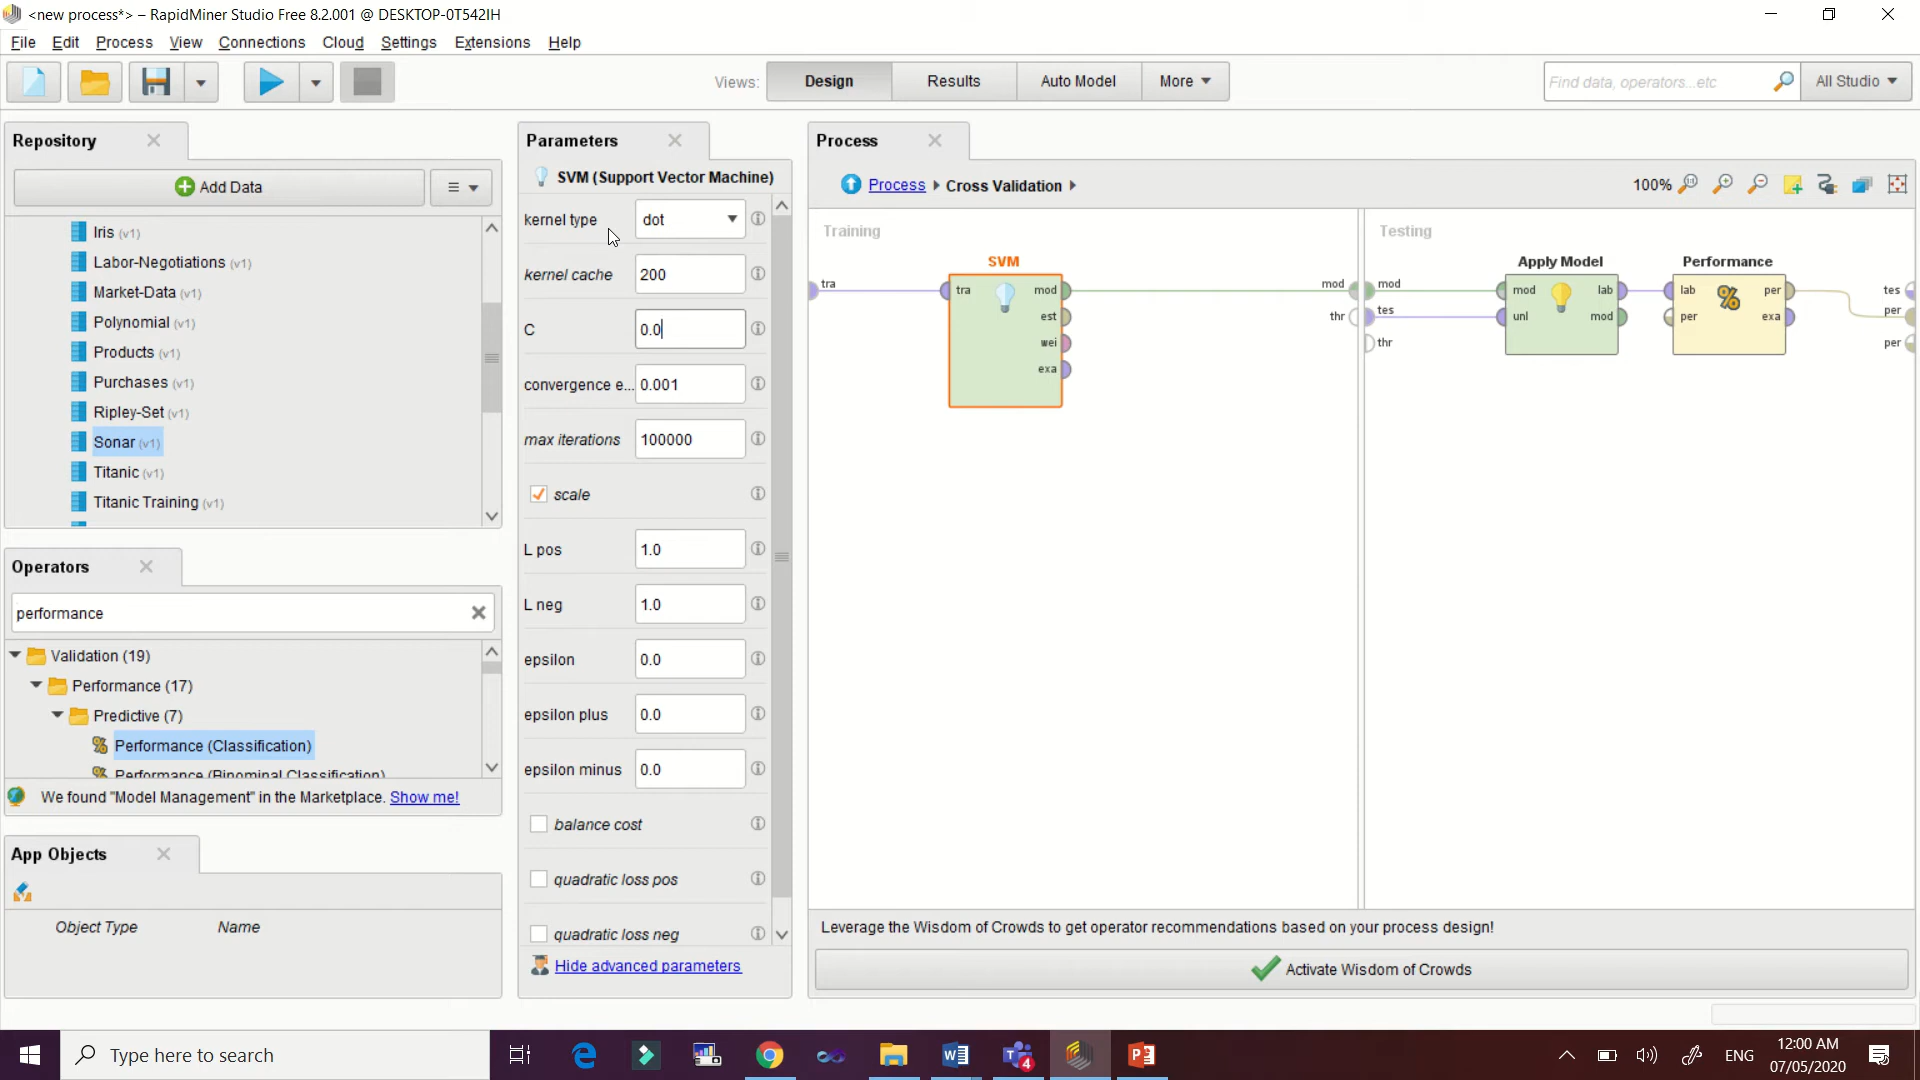 <new process*> – RapidMiner Studio Free 8.2.001 @ DESKTOP-0T542IH
File Edit Process View Connections Cloud Settings Extensions Help
Views: Design Results Auto Model More
Find data, operators...etc All Studio
Repository
Add Data
Iris (v1)
Labor-Negotiations (v1)
Market-Data (v1)
Polynomial (v1)
Products (v1)
Purchases (v1)
Ripley-Set (v1)
Sonar (v1)
Titanic (v1)
Titanic Training (v1)
Operators
performance
Validation (19)
Performance (17)
Predictive (7)
Performance (Classification)
Performance (Binominal Classification)
We found "Model Management" in the Marketplace. Show me!
App Objects
Object Type Name
Parameters
SVM (Support Vector Machine)
kernel type dot
kernel cache 200
C 0.0
convergence e... 0.001
max iterations 100000
scale
L pos 1.0
L neg 1.0
epsilon 0.0
epsilon plus 0.0
epsilon minus 0.0
balance cost
quadratic loss pos
quadratic loss neg
Hide advanced parameters
Process
Process Cross Validation 100%
Training
SVM
tra
tra mod
est
wei
exa
mod
thr
Testing
Apply Model
Performance
mod
tes
thr
mod lab
unl mod
lab per
per exa
tes
per
per
Leverage the Wisdom of Crowds to get operator recommendations based on your process design!
Activate Wisdom of Crowds
Type here to search
4
ENG
12:00 AM
07/05/2020